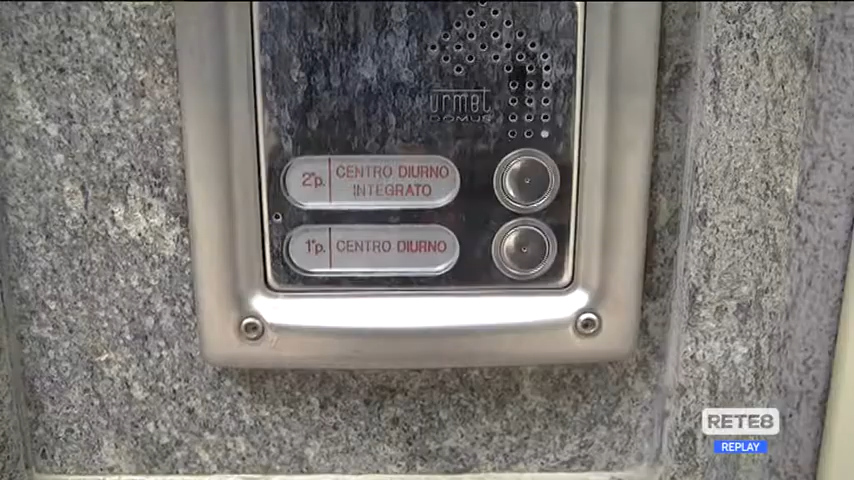 urmet
DOMUS
2°p. CENTRO DIURNO
INTEGRATO
1°p. CENTRO DIURNO
RETE8
REPLAY